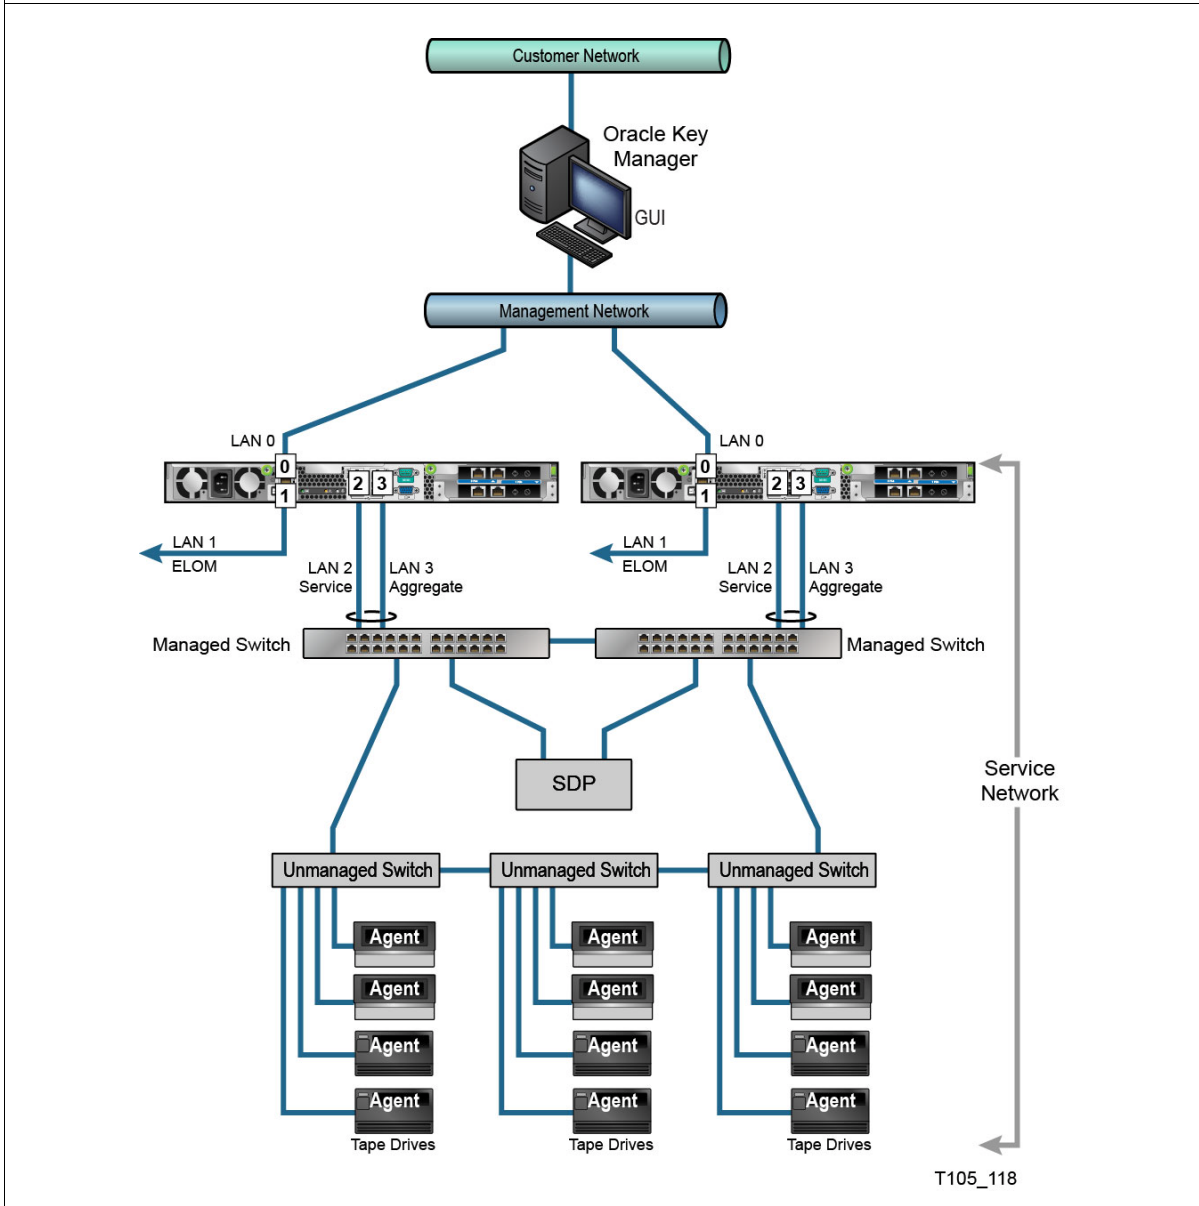 Customer Network
Oracle Key
Manager
GUI
Management Network
LAN 0
LAN 0
0
1
2
3
0
1
2
3
LAN 1
ELOM
LAN 2
Service
LAN 3
Aggregate
LAN 1
ELOM
LAN 2
Service
LAN 3
Aggregate
Managed Switch
Managed Switch
SDP
Service
Network
Unmanaged Switch
Unmanaged Switch
Unmanaged Switch
Agent
Agent
Agent
Agent
Agent
Agent
Agent
Agent
Agent
Agent
Agent
Agent
Tape Drives
Tape Drives
Tape Drives
T105_118